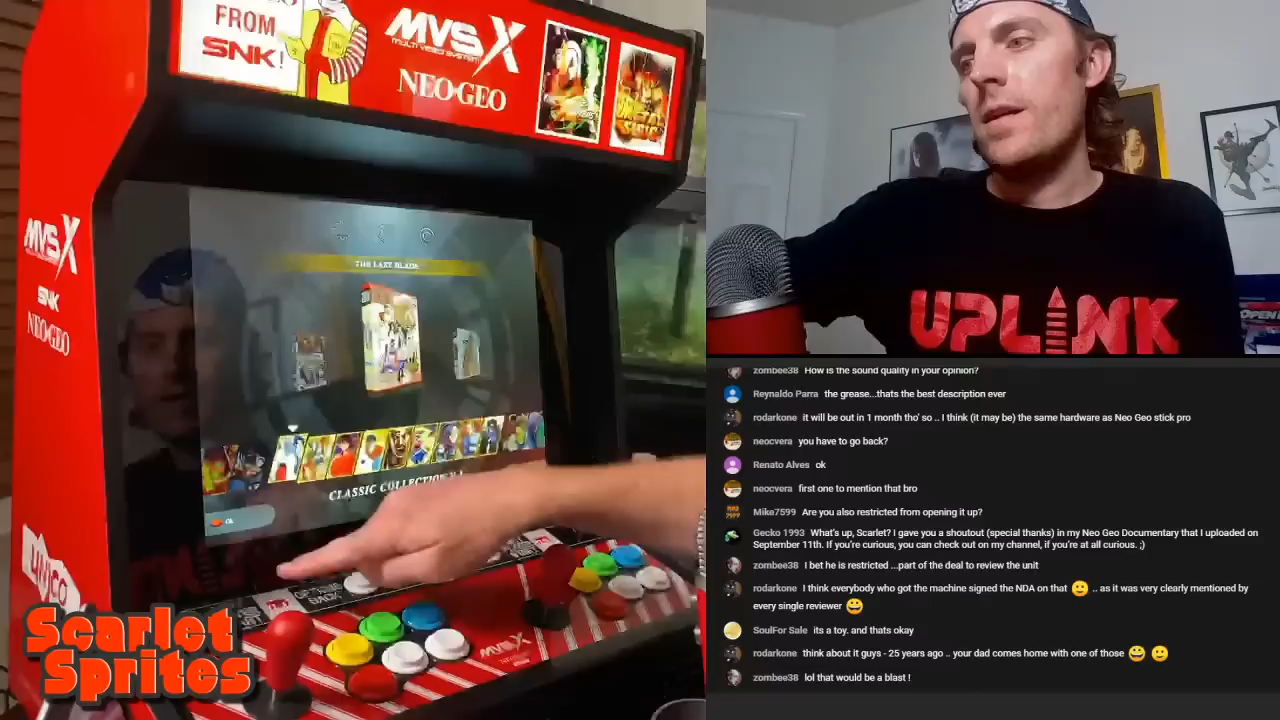 FROM
SNK!
MVSX
MULTI VIDEO SYSTEM
NEO·GEO
METAL SLUG
MVSX
SNK
NEO·GEO
THE LAST BLADE
CLASSIC COLLECTION
Ok
BACK
UNICO
MVSX
Scarlet
Sprites
UPLINK
OPEN
zombee38 How is the sound quality in your opinion?
Reynaldo Parra the grease...thats the best description ever
rodarkone it will be out in 1 month tho' so .. I think (it may be) the same hardware as Neo Geo stick pro
neocvera you have to go back?
Renato Alves ok
neocvera first one to mention that bro
Mike7599 Are you also restricted from opening it up?
Gecko 1993 What's up, Scarlet? I gave you a shoutout (special thanks) in my Neo Geo Documentary that I uploaded on
September 11th. If you're curious, you can check out on my channel, if you're at all curious. ;)
zombee38 I bet he is restricted ...part of the deal to review the unit
rodarkone I think everybody who got the machine signed the NDA on that 🙂 .. as it was very clearly mentioned by
every single reviewer 😀
SoulFor Sale its a toy. and thats okay
rodarkone think about it guys - 25 years ago .. your dad comes home with one of those 😀 🙂
zombee38 lol that would be a blast !